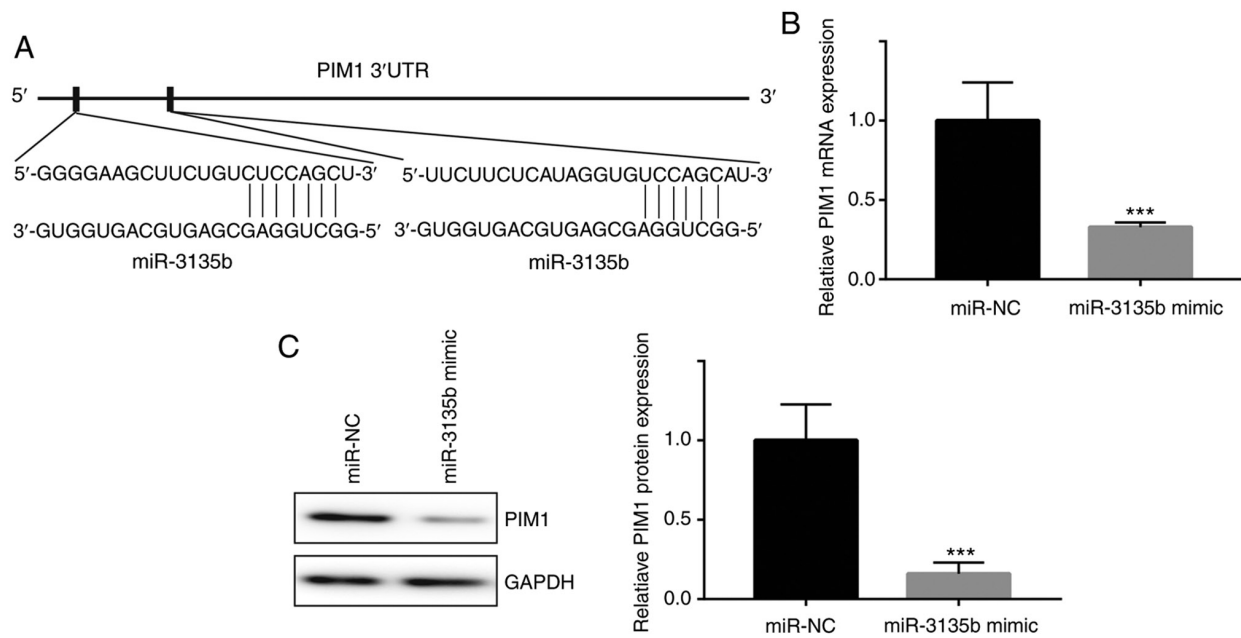 A
PIM1 3′UTR
5′
3′
5′-GGGGAAGCUUCUGUCUCCAGCU-3′
5′-UUCUUCUCAUAGGUGUCCAGCAU-3′
3′-GUGGUGACGUGAGCGAGGUCGG-5′
3′-GUGGUGACGUGAGCGAGGUCGG-5′
miR-3135b
miR-3135b
B
Relatiave PIM1 mRNA expression
1.0
0.5
0.0
***
miR-NC
miR-3135b mimic
C
miR-NC
miR-3135b mimic
PIM1
GAPDH
Relatiave PIM1 protein expression
1.0
0.5
0.0
***
miR-NC
miR-3135b mimic